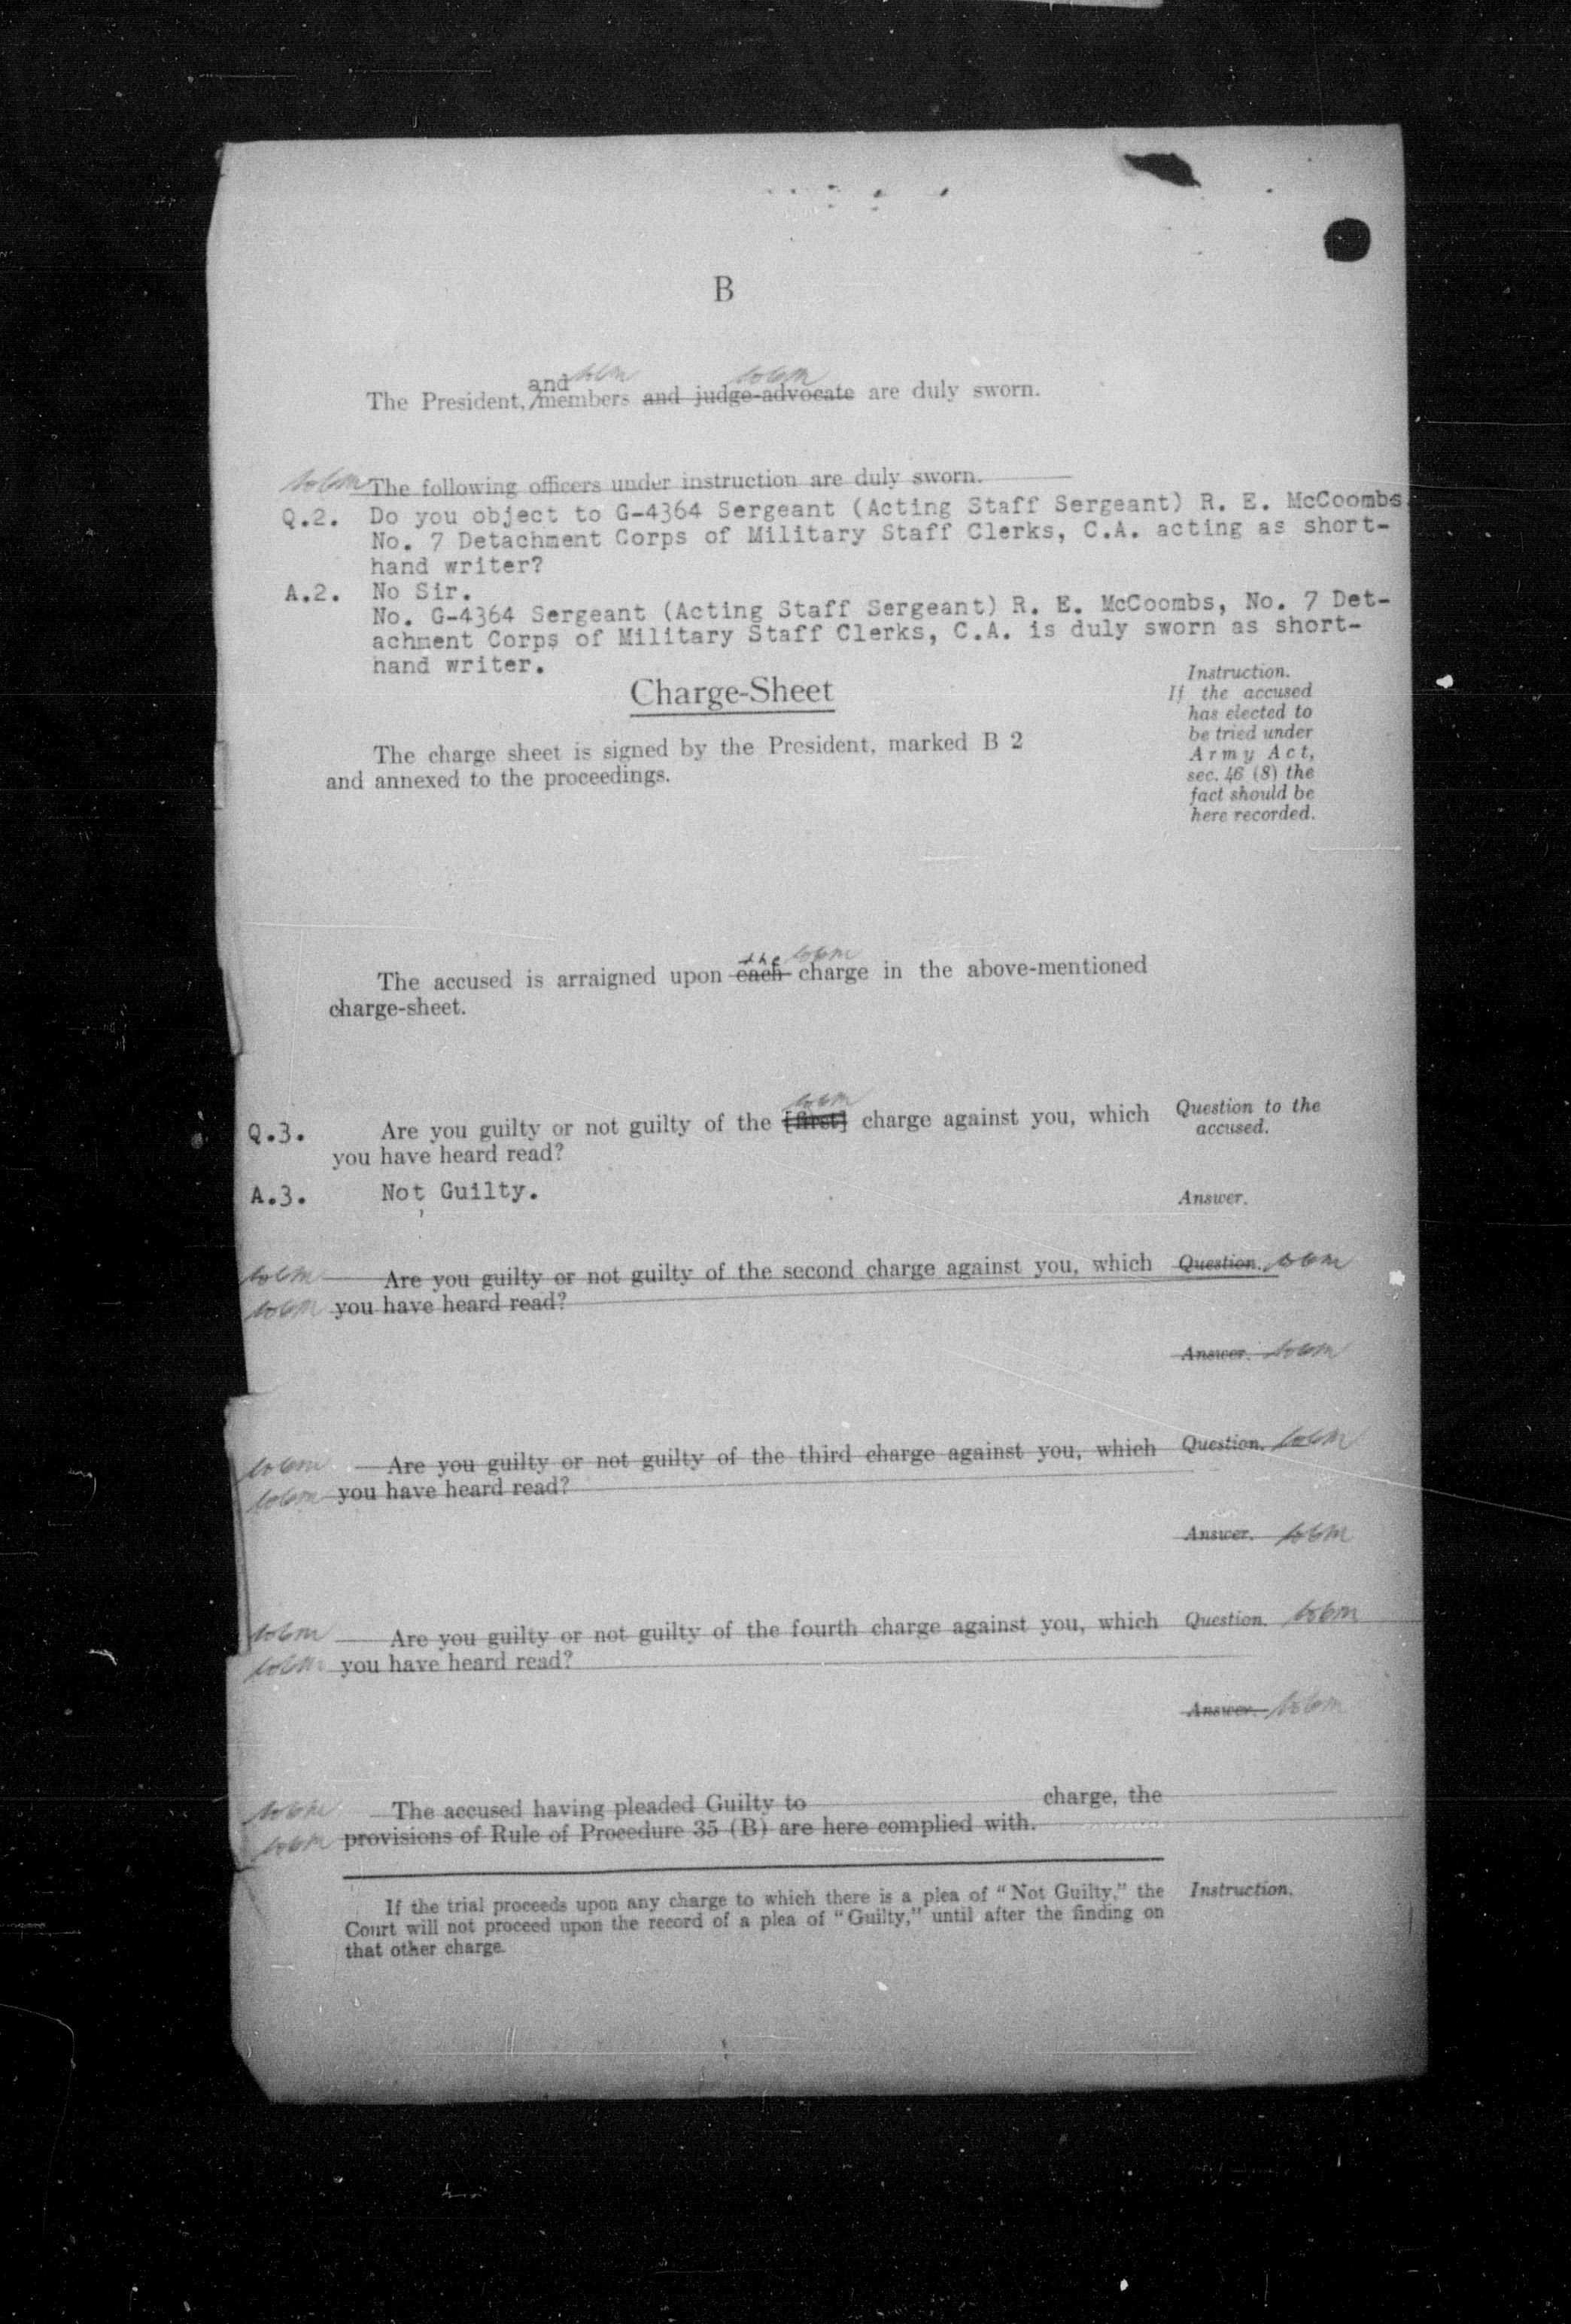 B
and
The President, /members and judge-advocate are duly sworn.
The following officers under instruction are duly sworn.
Q.2. Do you object to G-4364 Sergeant (Acting Staff Sergeant) R. E. McCoombs
No. 7 Detachment Corps of Military Staff Clerks, C.A. acting as short-
hand writer?
A.2. No Sir.
No. G-4364 Sergeant (Acting Staff Sergeant) R. E. McCoombs, No. 7 Det-
achment Corps of Military Staff Clerks, C.A. is duly sworn as short-
hand writer.
Charge-Sheet
Instruction.
If the accused
has elected to
be tried under
Army Act,
sec. 46 (8) the
fact should be
here recorded.
The charge sheet is signed by the President, marked B 2
and annexed to the proceedings.
the
The accused is arraigned upon each charge in the above-mentioned
charge-sheet.
Q.3. Are you guilty or not guilty of the [first] charge against you, which
you have heard read?
Question to the
accused.
A.3. Not Guilty.
Answer.
Are you guilty or not guilty of the second charge against you, which
you have heard read?
Question.
Answer.
Are you guilty or not guilty of the third charge against you, which
you have heard read?
Question.
Answer.
Are you guilty or not guilty of the fourth charge against you, which
you have heard read?
Question.
Answer.
The accused having pleaded Guilty to charge, the
provisions of Rule of Procedure 35 (B) are here complied with.
If the trial proceeds upon any charge to which there is a plea of "Not Guilty," the
Court will not proceed upon the record of a plea of "Guilty," until after the finding on
that other charge.
Instruction.